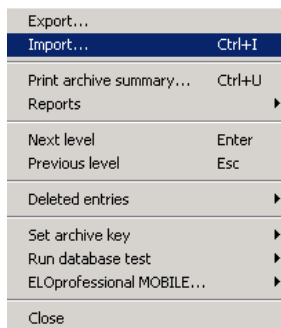 Export...
Import... Ctrl+I
Print archive summary... Ctrl+U
Reports
Next level Enter
Previous level Esc
Deleted entries
Set archive key
Run database test
ELOprofessional MOBILE...
Close